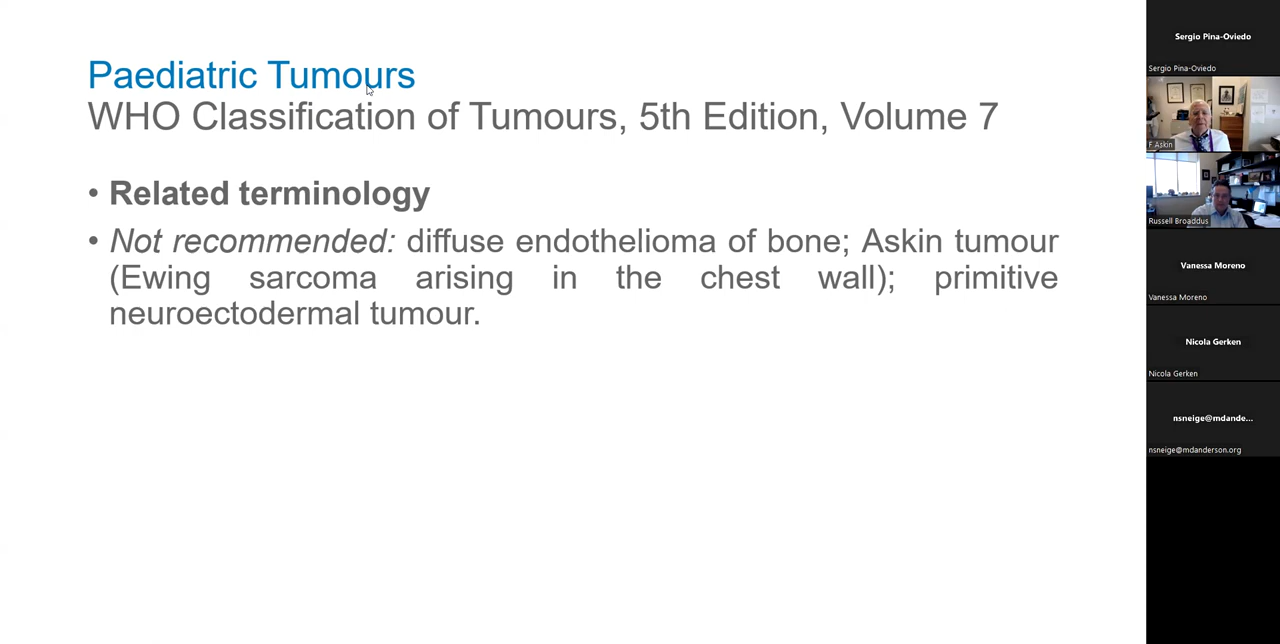 Paediatric Tumours
WHO Classification of Tumours, 5th Edition, Volume 7
• Related terminology
• Not recommended: diffuse endothelioma of bone; Askin tumour
(Ewing sarcoma arising in the chest wall); primitive
neuroectodermal tumour.
Sergio Pina-Oviedo
Sergio Pina-Oviedo
F Askin
Russell Broaddus
Vanessa Moreno
Vanessa Moreno
Nicola Gerken
Nicola Gerken
nsneige@mdande...
nsneige@mdanderson.org